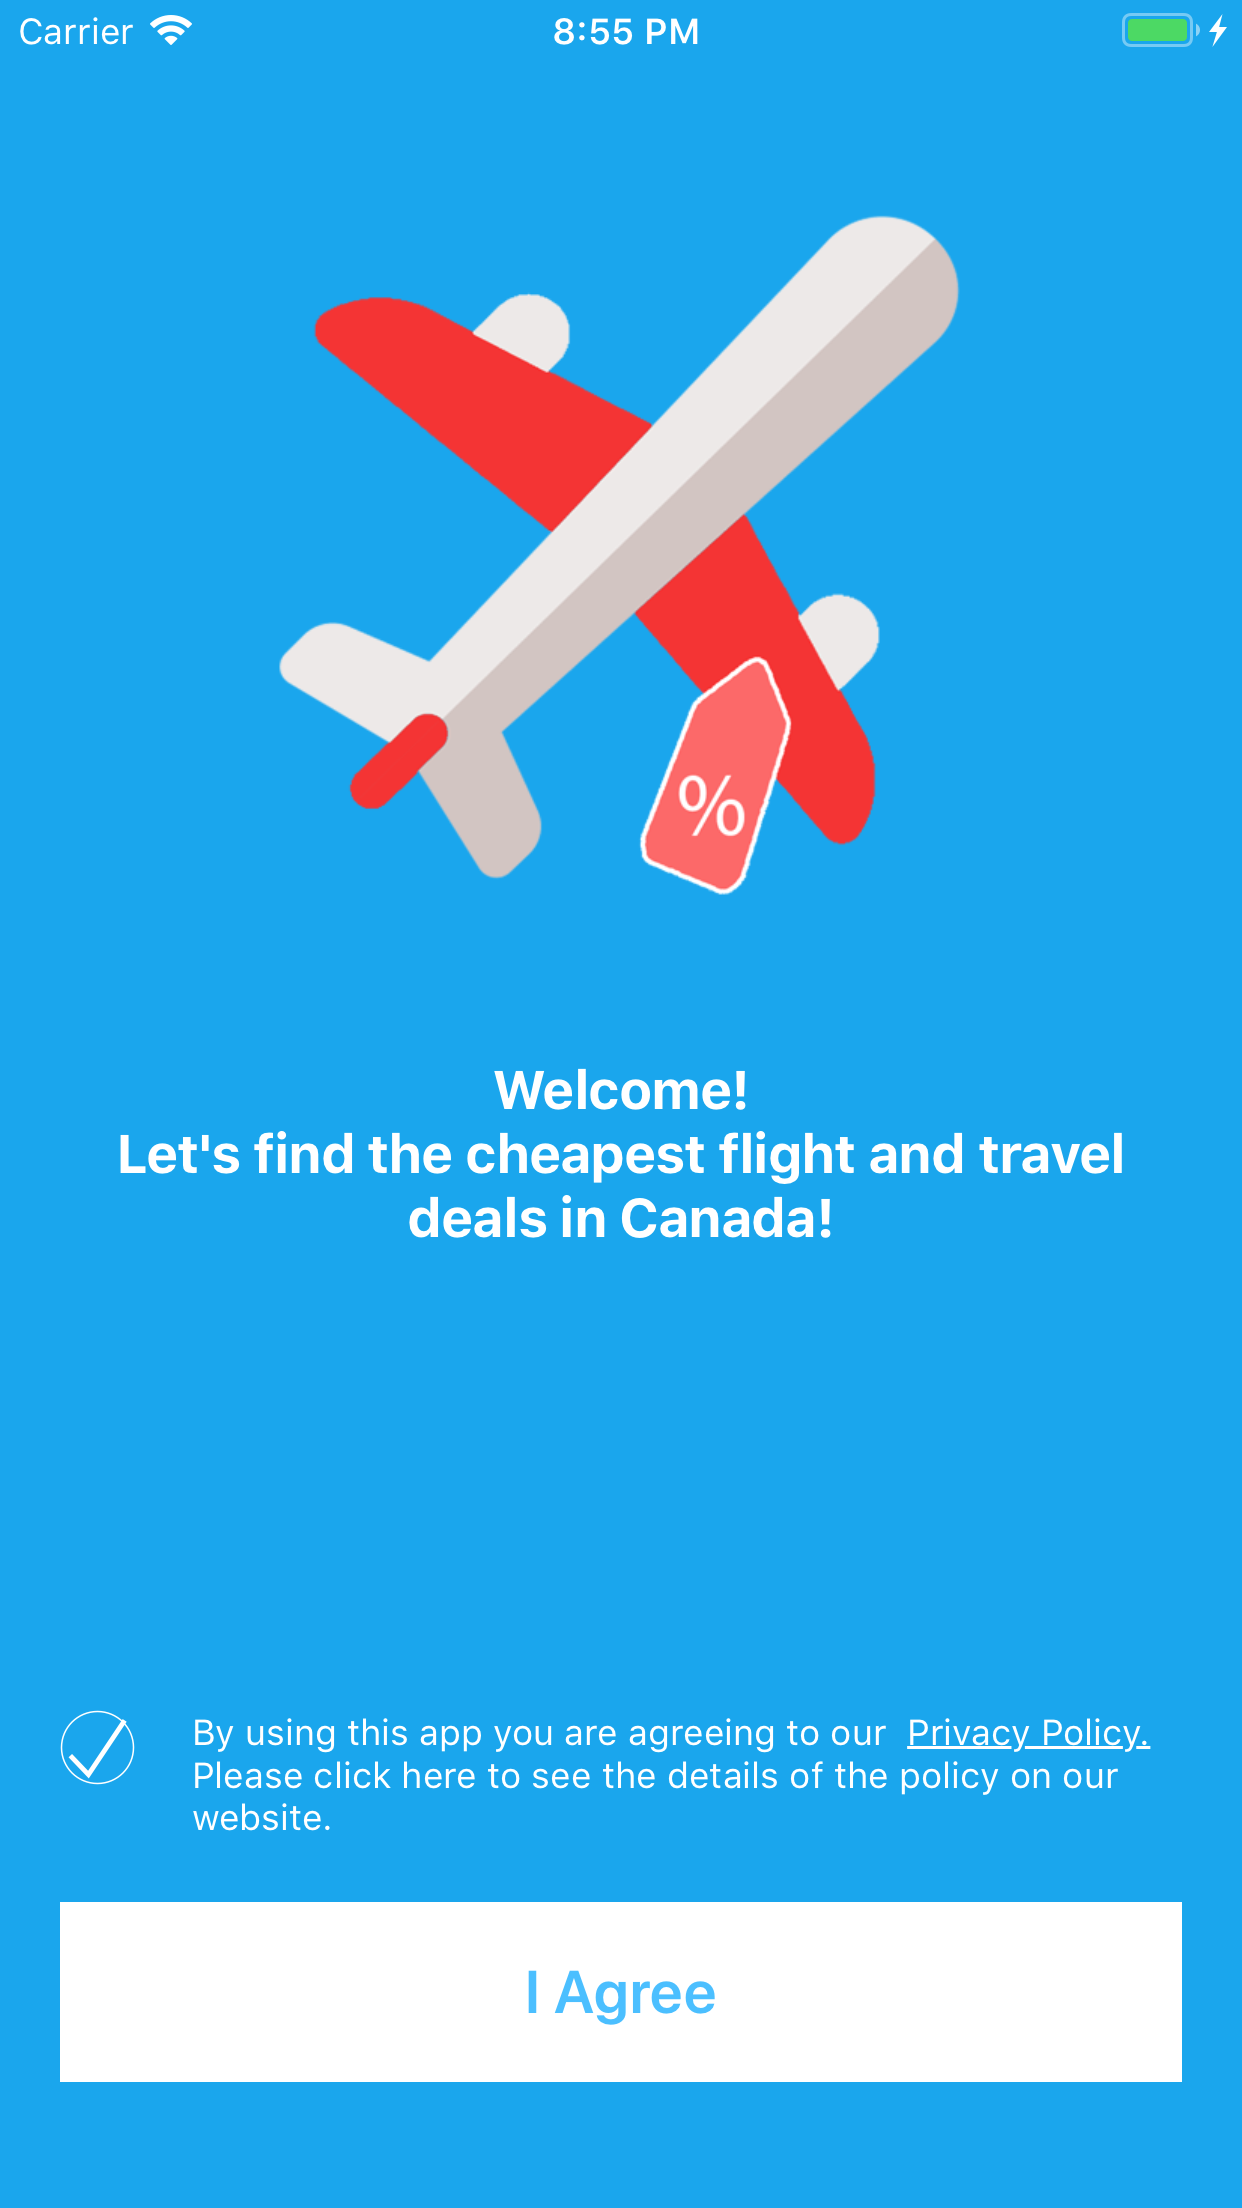 Carrier 8:55 PM
%
Welcome!
Let's find the cheapest flight and travel
deals in Canada!
By using this app you are agreeing to our Privacy Policy.
Please click here to see the details of the policy on our
website.
I Agree